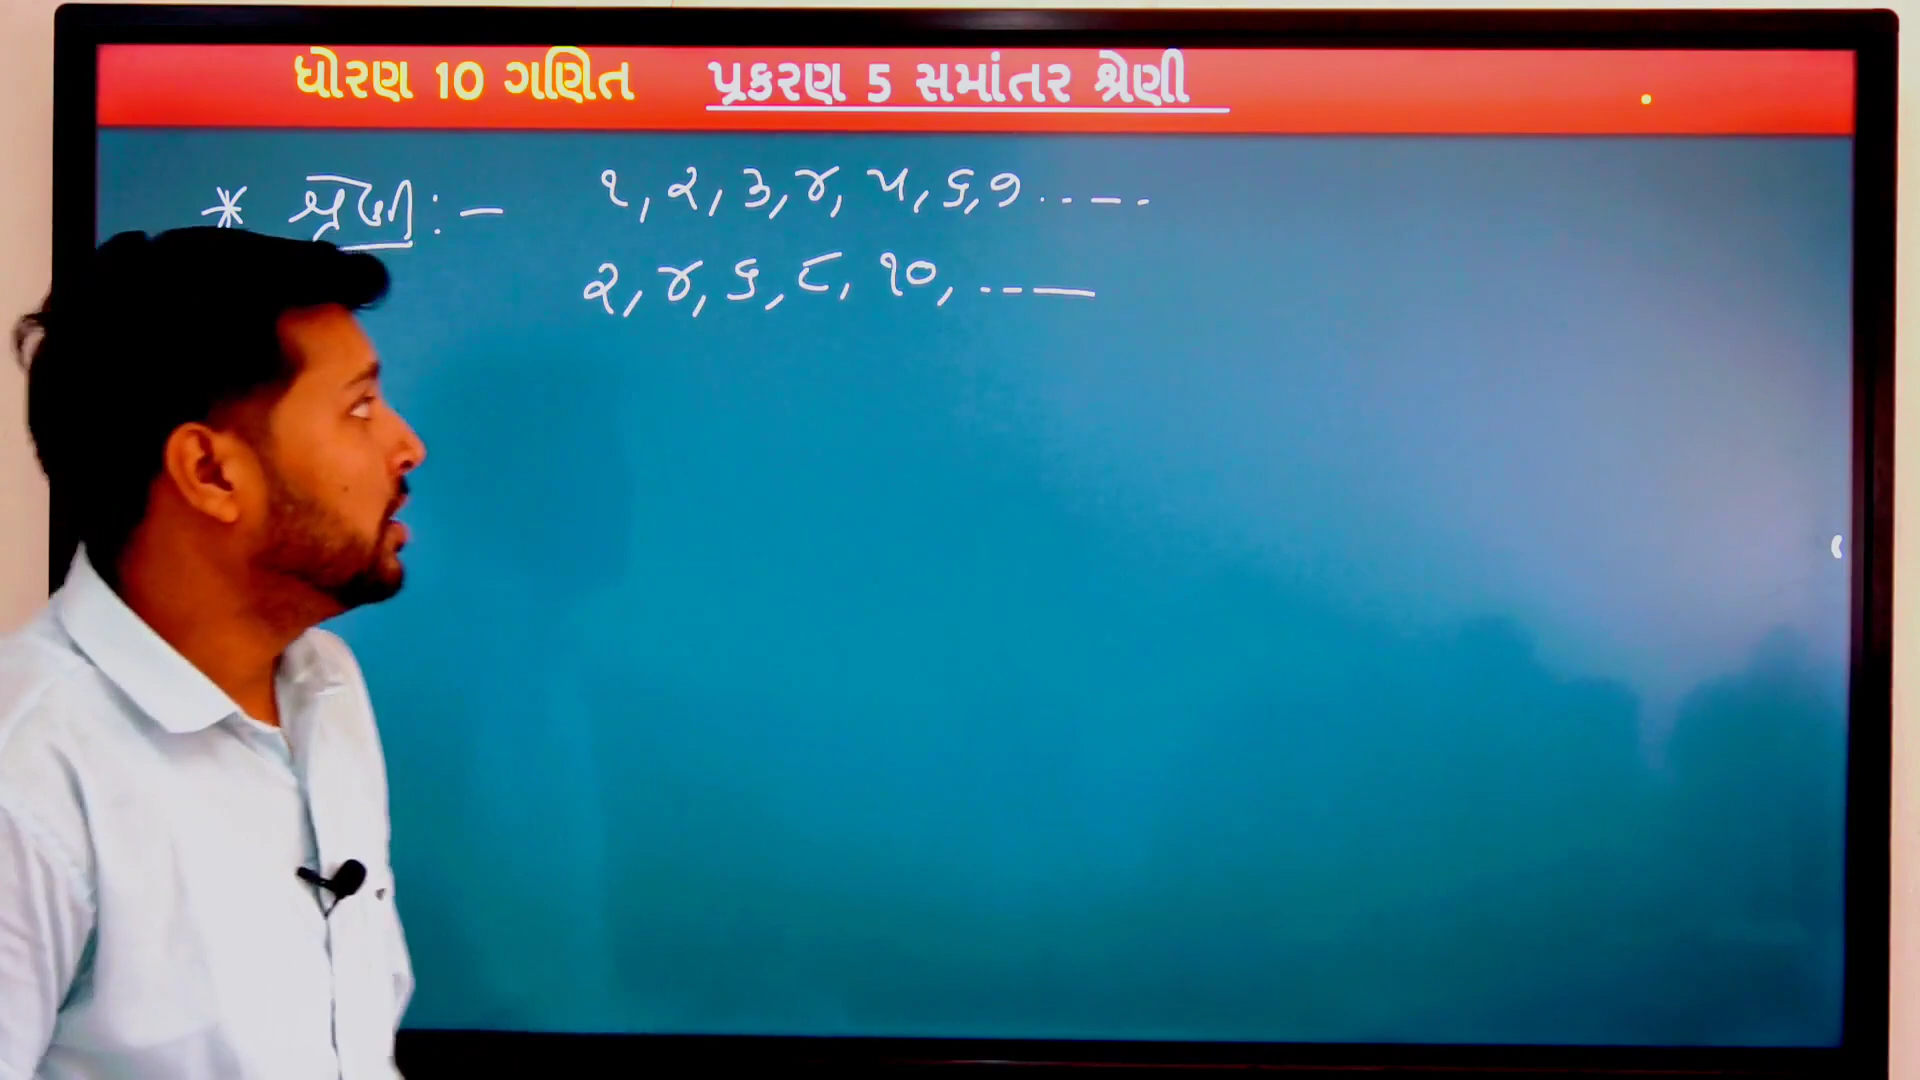 ધોરણ 10 ગણિત પ્રકરણ 5 સમાંતર શ્રેણી
* શ્રેણી :- ૧, ૨, ૩, ૪, ૫, ૬, ૭ ..----
૨, ૪, ૬, ૮, ૧૦, ..---